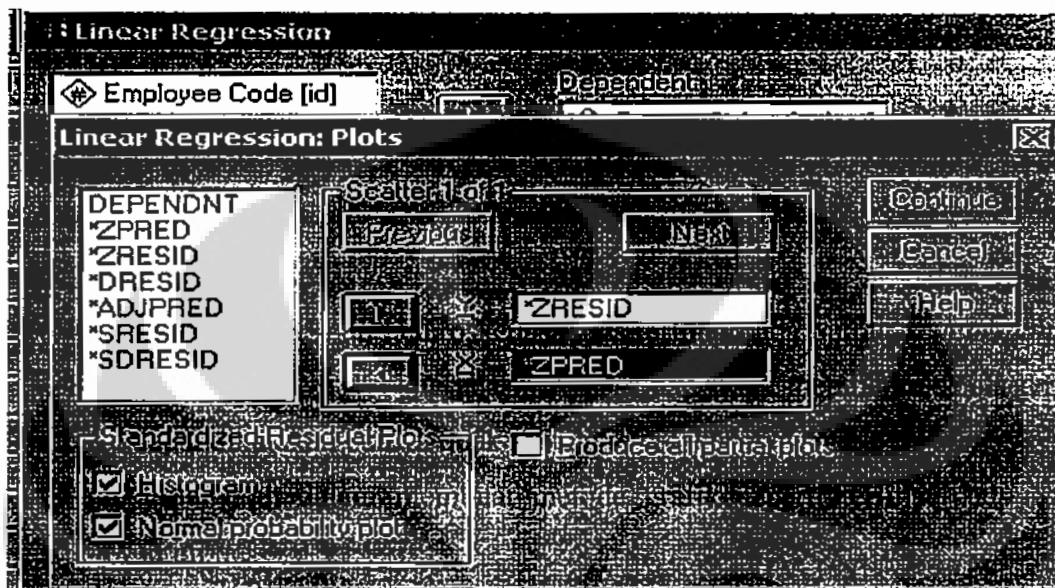 Linear Regression
Employee Code [id]
Dependent:
Linear Regression: Plots
DEPENDNT
*ZPRED
*ZRESID
*DRESID
*ADJPRED
*SRESID
*SDRESID
Scatter 1 of 1
Previous
Next
Y:
*ZRESID
X:
*ZPRED
Continue
Cancel
Help
Standardized Residual Plots
Histogram
Normal probability plot
Produce all partial plots